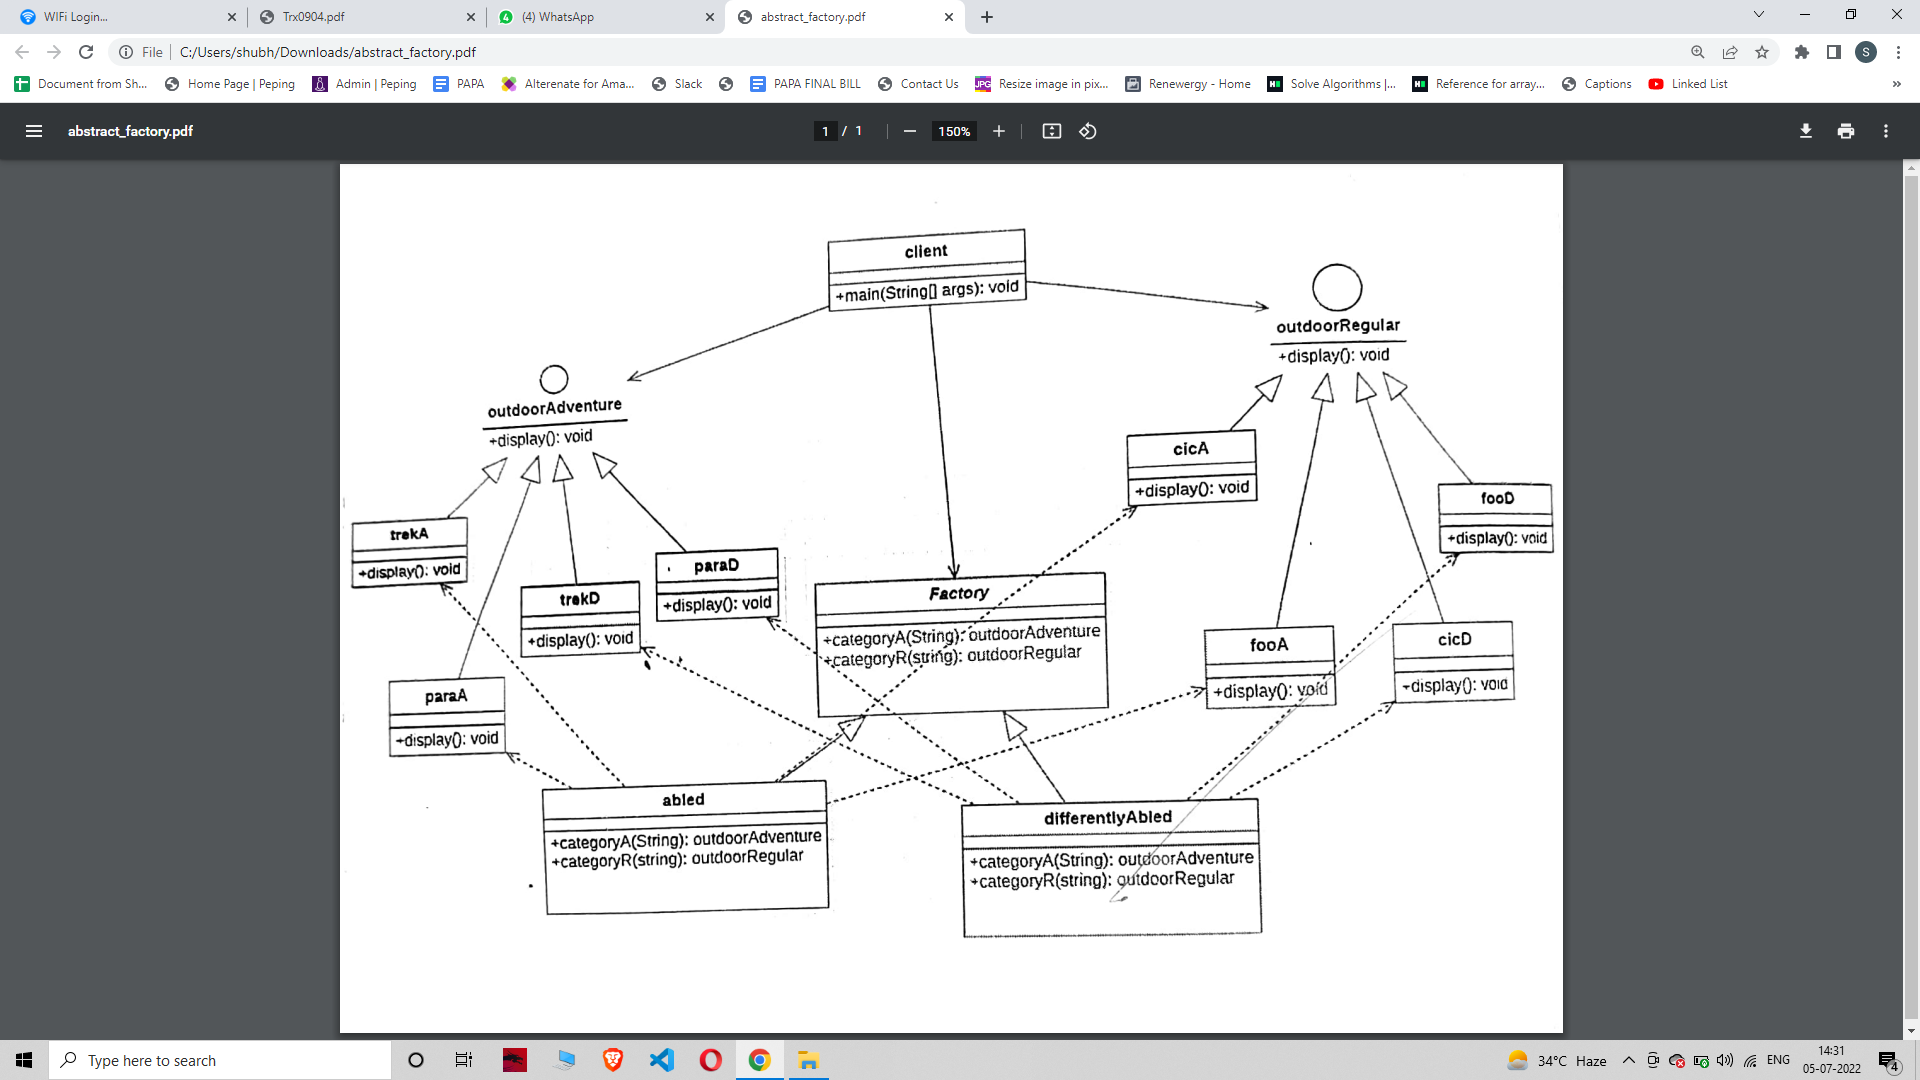 WIFi Login...
Trx0904.pdf
(4) WhatsApp
abstract_factory.pdf
File
C:/Users/shubh/Downloads/abstract_factory.pdf
S
Document from Sh...
Home Page | Peping
Admin | Peping
PAPA
Alterenate for Ama...
Slack
PAPA FINAL BILL
Contact Us
Resize image in pix...
Renewergy - Home
Solve Algorithms |...
Reference for array...
Captions
Linked List
»
abstract_factory.pdf
1 / 1
150%
client
+main(String[] args): void
outdoorRegular
+display(): void
outdoorAdventure
+display(): void
cicA
+display(): void
fooD
+display(): void
trekA
+display(): void
paraD
+display(): void
trekD
+display(): void
Factory
+categoryA(String): outdoorAdventure
+categoryR(string): outdoorRegular
fooA
+display(): void
cicD
+display(): void
paraA
+display(): void
abled
+categoryA(String): outdoorAdventure
+categoryR(string): outdoorRegular
differentlyAbled
+categoryA(String): outdoorAdventure
+categoryR(string): outdoorRegular
Type here to search
34°C Haze
ENG
14:31
05-07-2022
4